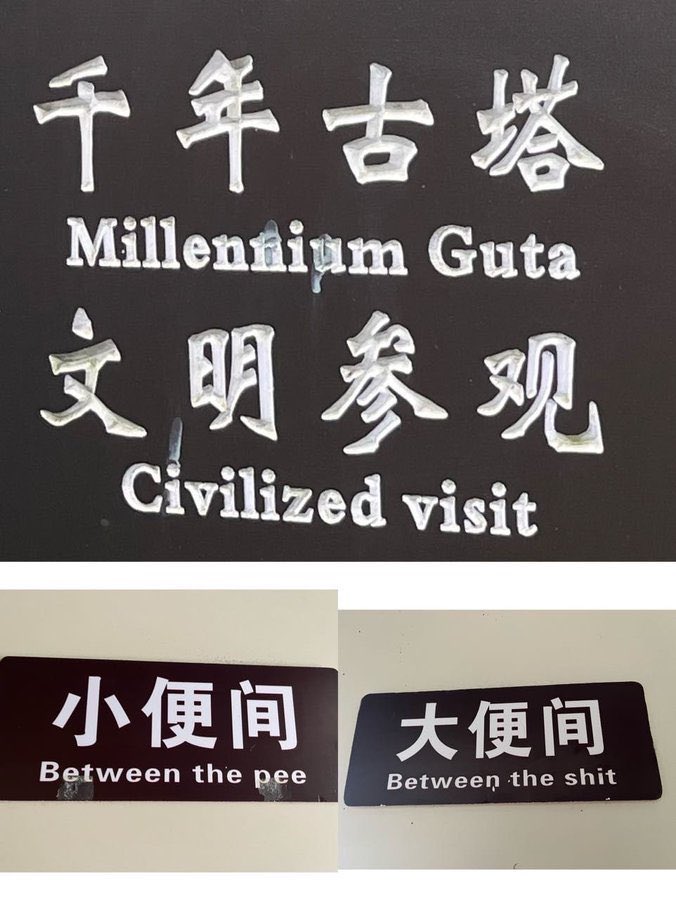 千年古塔
Millennium Guta
文明参观
Civilized visit
小便间
Between the pee
大便间
Between the shit